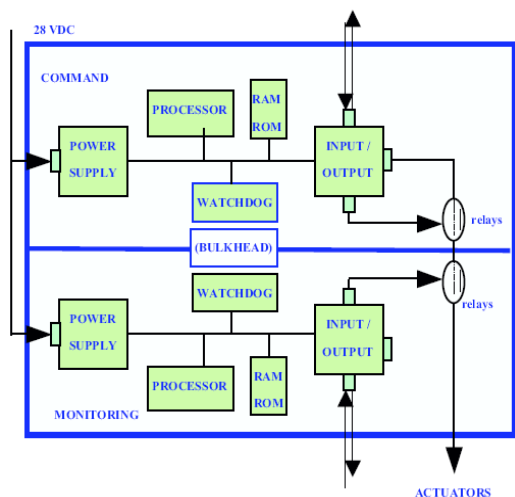 28 VDC
COMMAND
PROCESSOR
RAM
ROM
POWER
SUPPLY
INPUT /
OUTPUT
WATCHDOG
relays
(BULKHEAD)
WATCHDOG
relays
POWER
SUPPLY
INPUT /
OUTPUT
PROCESSOR
RAM
ROM
MONITORING
ACTUATORS